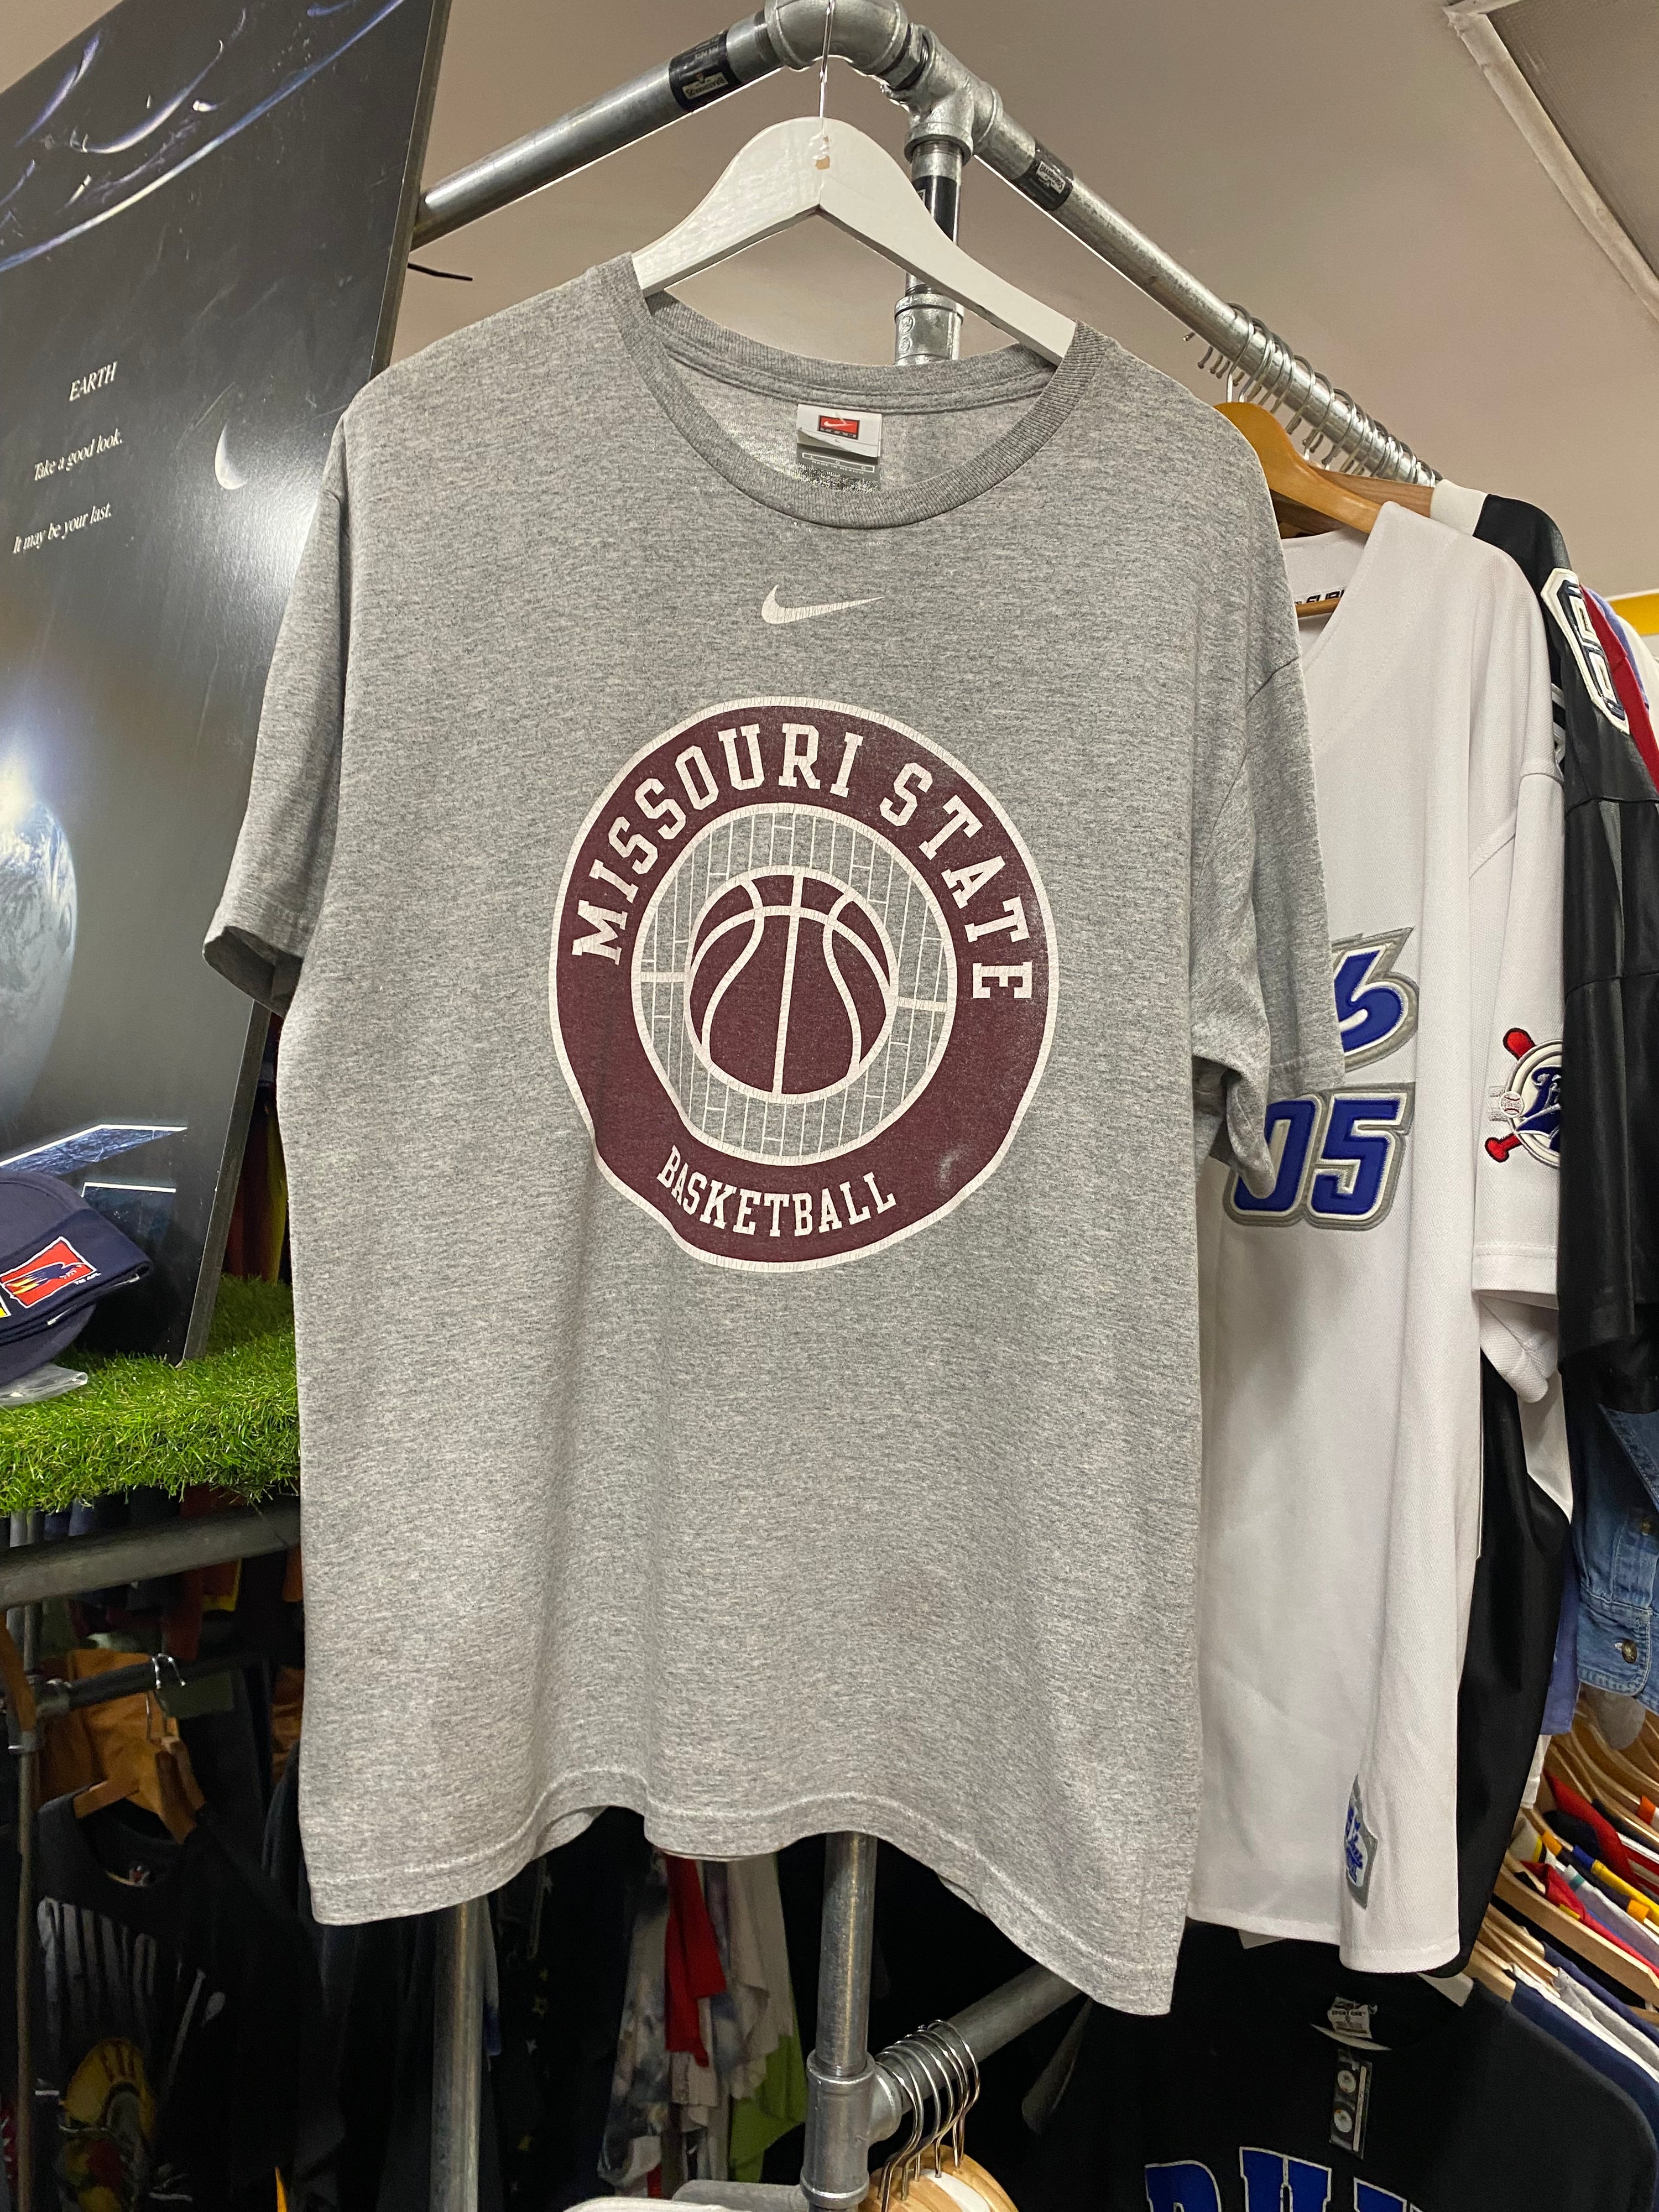 EARTH
Take a good look.
It may be your last.
MISSOURI STATE
BASKETBALL
05